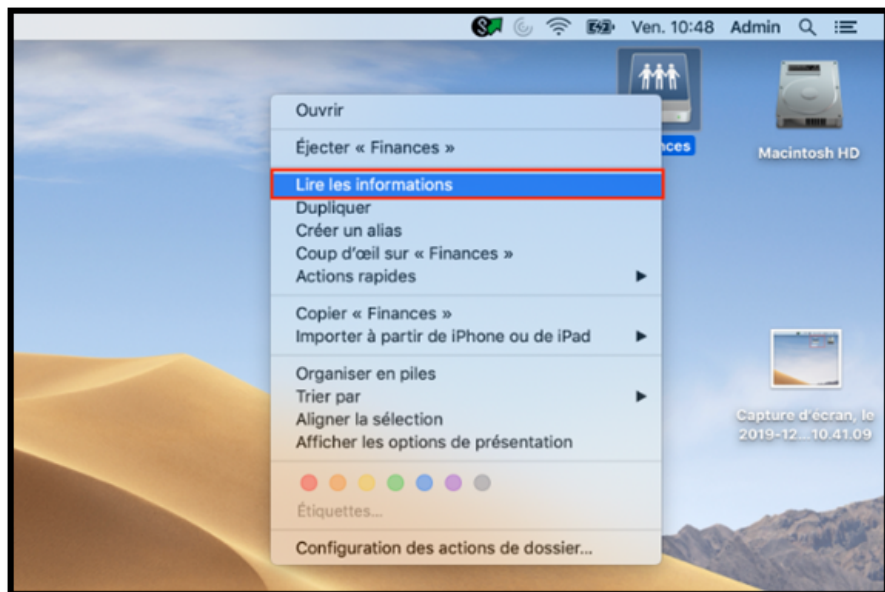 Ven. 10:48 Admin
Ouvrir
Éjecter « Finances »
Lire les informations
Dupliquer
Créer un alias
Coup d’œil sur « Finances »
Actions rapides
Copier « Finances »
Importer à partir de iPhone ou de iPad
Organiser en piles
Trier par
Aligner la sélection
Afficher les options de présentation
Étiquettes...
Configuration des actions de dossier...
nces
Macintosh HD
Capture d’écran, le
2019-12...10.41.09